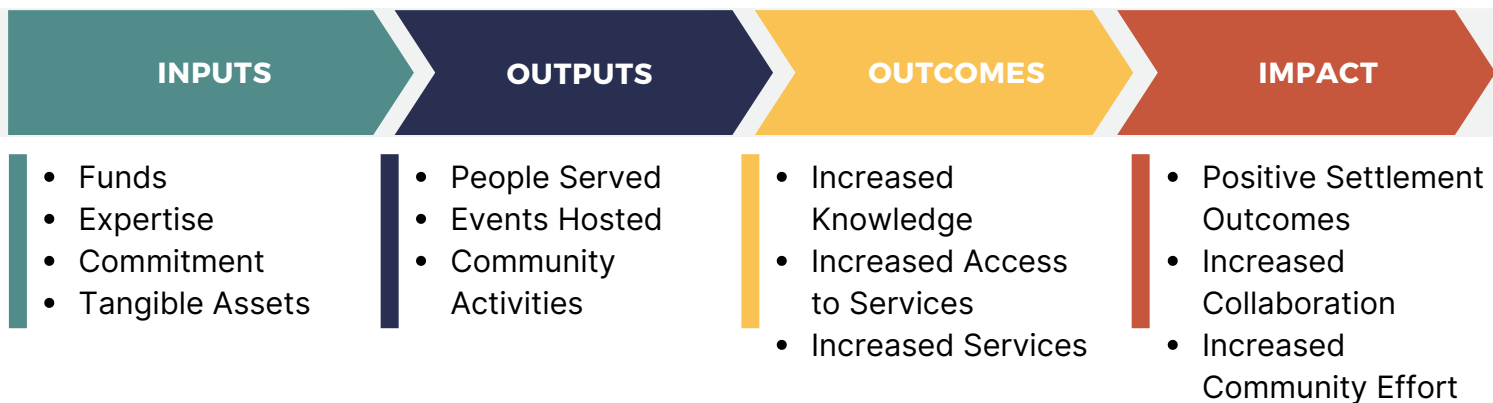 INPUTS
OUTPUTS
OUTCOMES
IMPACT
• Funds
• Expertise
• Commitment
• Tangible Assets
• People Served
• Events Hosted
• Community
Activities
• Increased
Knowledge
• Increased Access
to Services
• Increased Services
• Positive Settlement
Outcomes
• Increased
Collaboration
• Increased
Community Effort